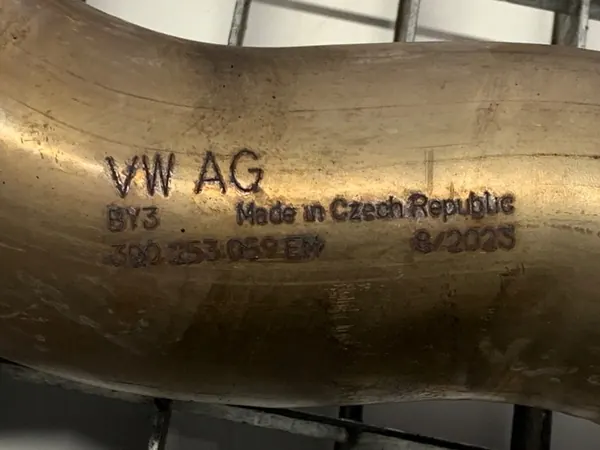 VW AG
BY3 Made in Czech Republic
3Q0 253 059 EM 8/2023